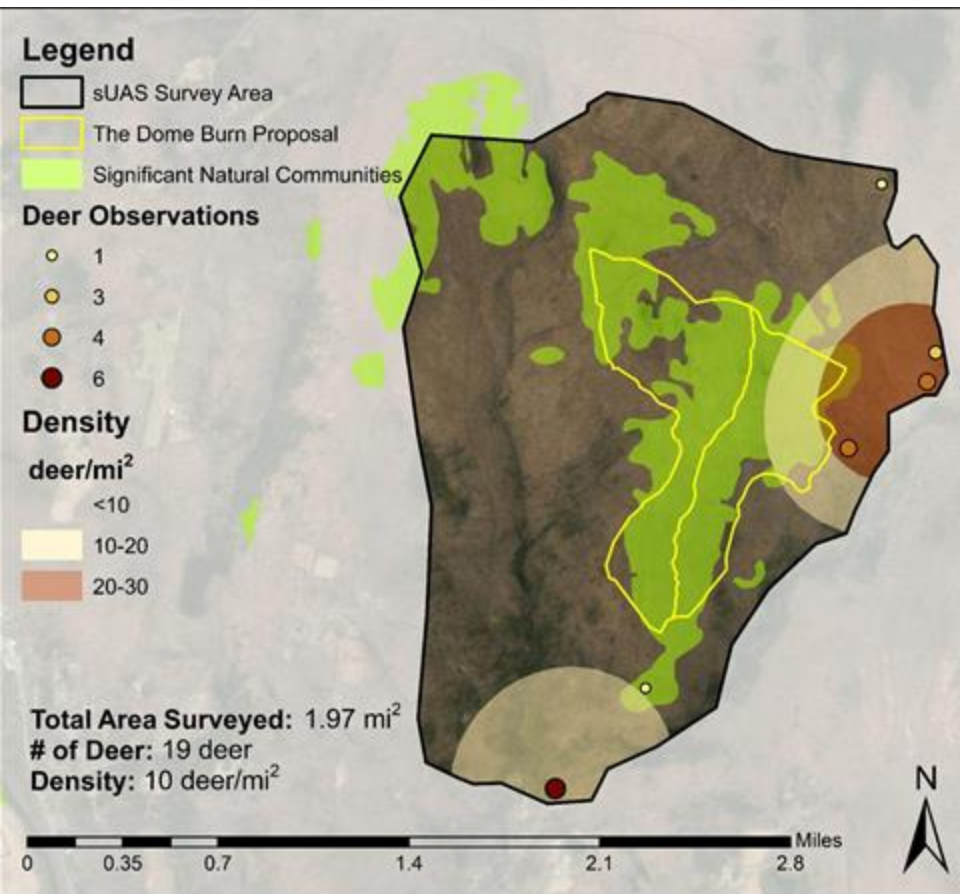 Legend
sUAS Survey Area
The Dome Burn Proposal
Significant Natural Communities
Deer Observations
1
3
4
6
Density
deer/mi²
<10
10-20
20-30
Total Area Surveyed: 1.97 mi²
# of Deer: 19 deer
Density: 10 deer/mi²
N
Miles
0 0.35 0.7 1.4 2.1 2.8